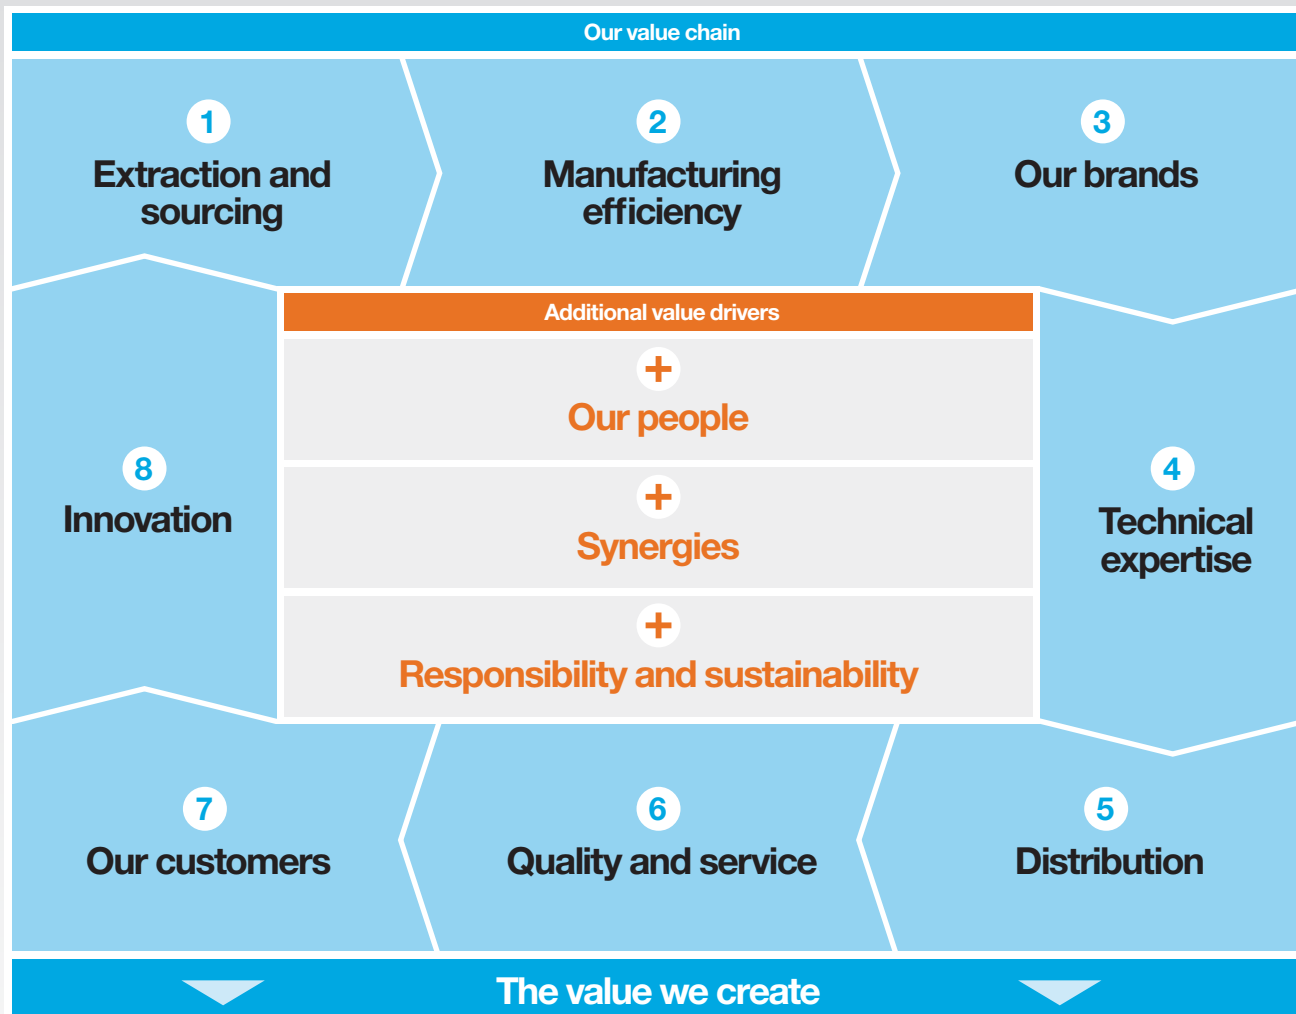 Our value chain
1
Extraction and
sourcing
2
Manufacturing
efficiency
3
Our brands
4
Technical
expertise
5
Distribution
6
Quality and service
7
Our customers
8
Innovation
Additional value drivers
+
Our people
+
Synergies
+
Responsibility and sustainability
The value we create